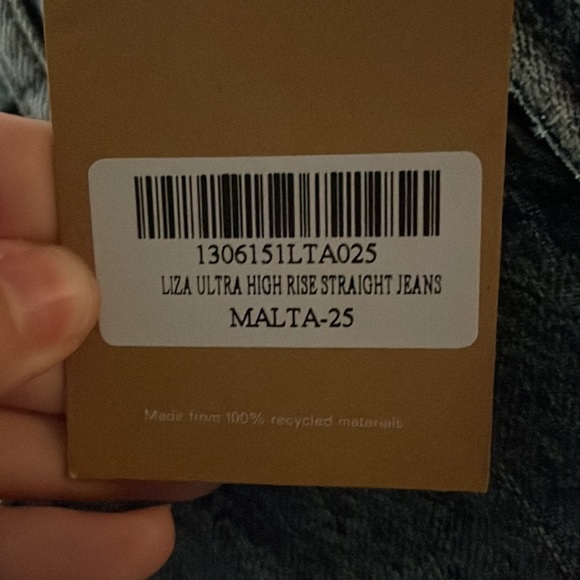 1306151LTA025
LIZA ULTRA HIGH RISE STRAIGHT JEANS
MALTA-25
Made from 100% recycled materials